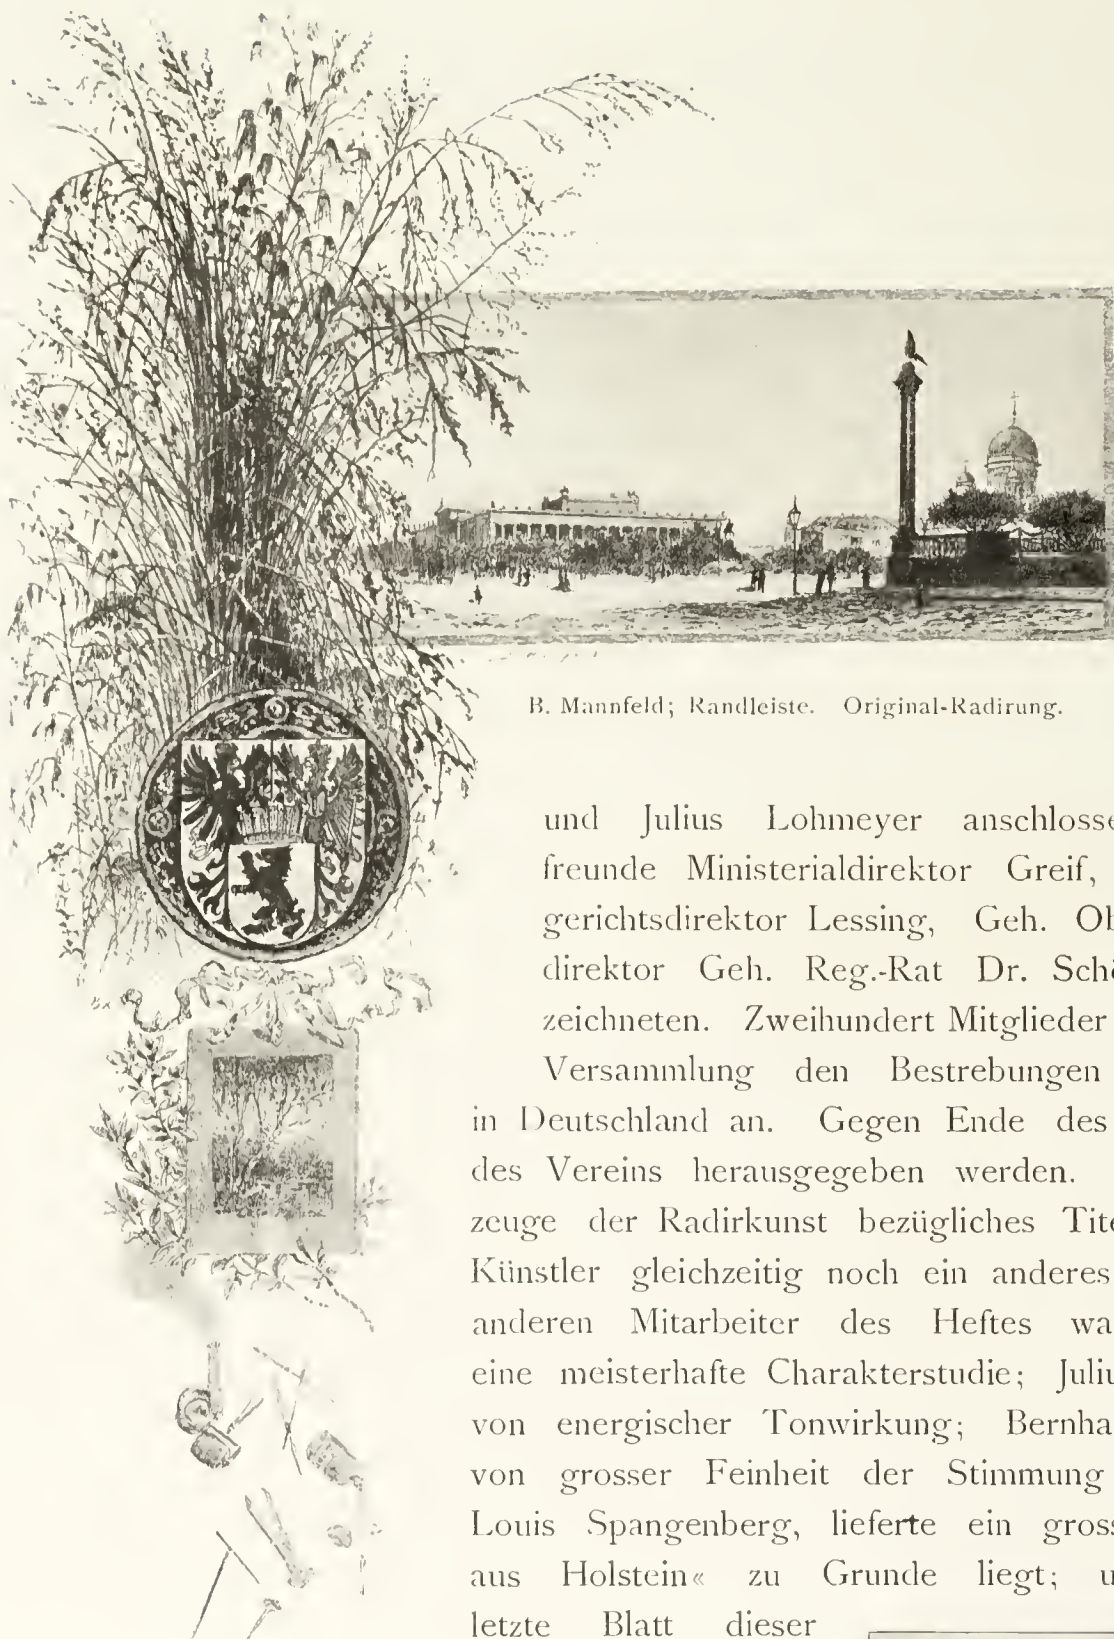 B. Mannfeld; Randleiste. Original-Radirung.
und Julius Lohmeyer anschlosse
freunde Ministerialdirektor Greif,
gerichtsdirektor Lessing, Geh. Ob
direktor Geh. Reg.-Rat Dr. Schö
zeichneten. Zweihundert Mitglieder
Versammlung den Bestrebungen
in Deutschland an. Gegen Ende des
des Vereins herausgegeben werden.
zeuge der Radirkunst bezügliches Tite
Künstler gleichzeitig noch ein anderes
anderen Mitarbeiter des Heftes wa
eine meisterhafte Charakterstudie; Juliu
von energischer Tonwirkung; Bernha
von grosser Feinheit der Stimmung
Louis Spangenberg, lieferte ein gross
aus Holstein« zu Grunde liegt; u
letzte Blatt dieser